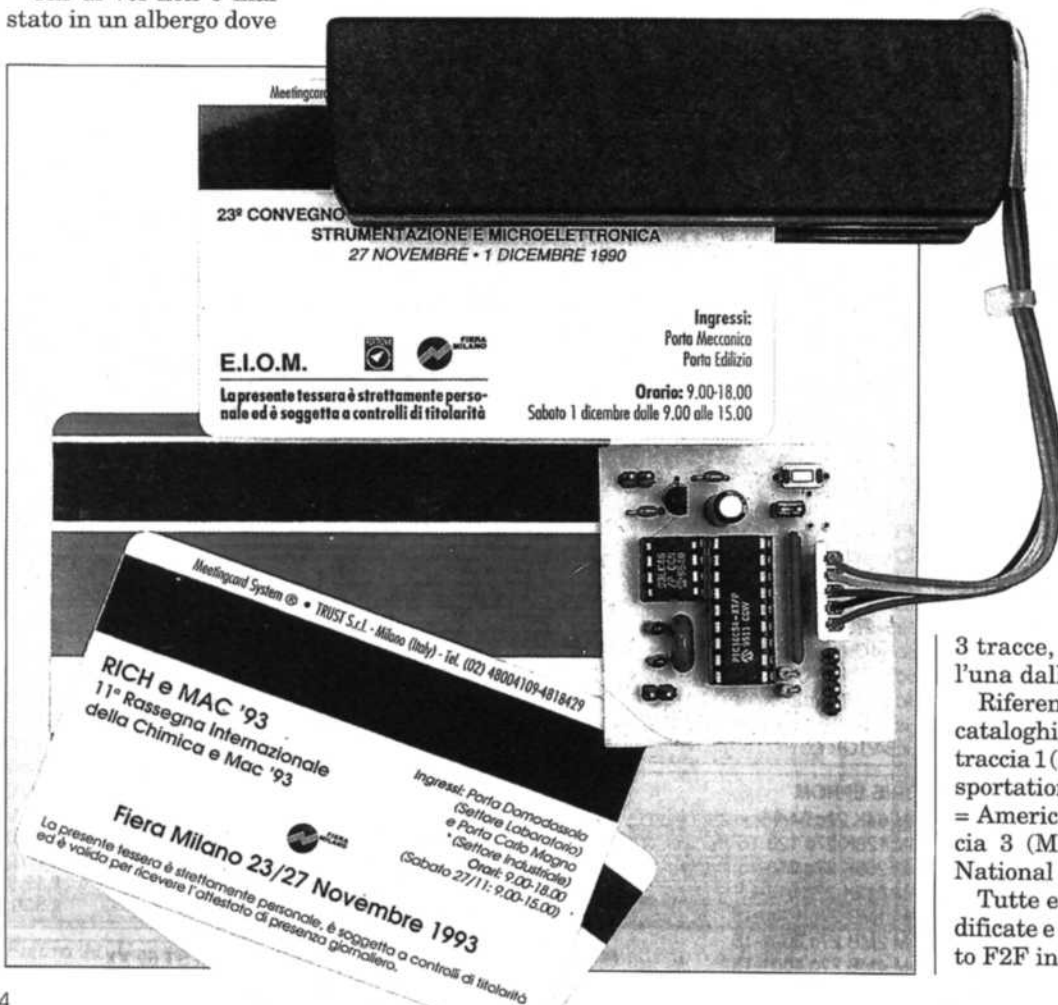 stato in un albergo dove
Meetingcard
23º CONVEGNO
STRUMENTAZIONE E MICROELETTRONICA
27 NOVEMBRE • 1 DICEMBRE 1990
E.I.O.M.
FIERA
MILANO
La presente tessera è strettamente perso-
nale ed è soggetta a controlli di titolarità
Ingressi:
Porta Meccanica
Porta Edilizia
Orario: 9.00-18.00
Sabato 1 dicembre dalle 9.00 alle 15.00
Meetingcard System ® • TRUST S.r.l. - Milano (Italy) - Tel. (02) 48004109-4818429
RICH e MAC '93
11ª Rassegna Internazionale
della Chimica e Mac '93
Ingressi: Porta Domodossola
(Settore Laboratorio)
e Porta Carlo Magno
(Settore Industriale)
Orari: 9.00-18.00
(Sabato 27/11: 9.00-15.00)
FIERA
MILANO
Fiera Milano 23/27 Novembre 1993
La presente tessera è strettamente personale, è soggetta a controlli di titolarità
ed è valida per ricevere l'attestato di presenza giornaliero.
3 tracce,
l'una dall
Riferen
cataloghi
traccia 1 (
sportation
= Americ
cia 3 (M
National
Tutte e
dificate e
to F2F in
4